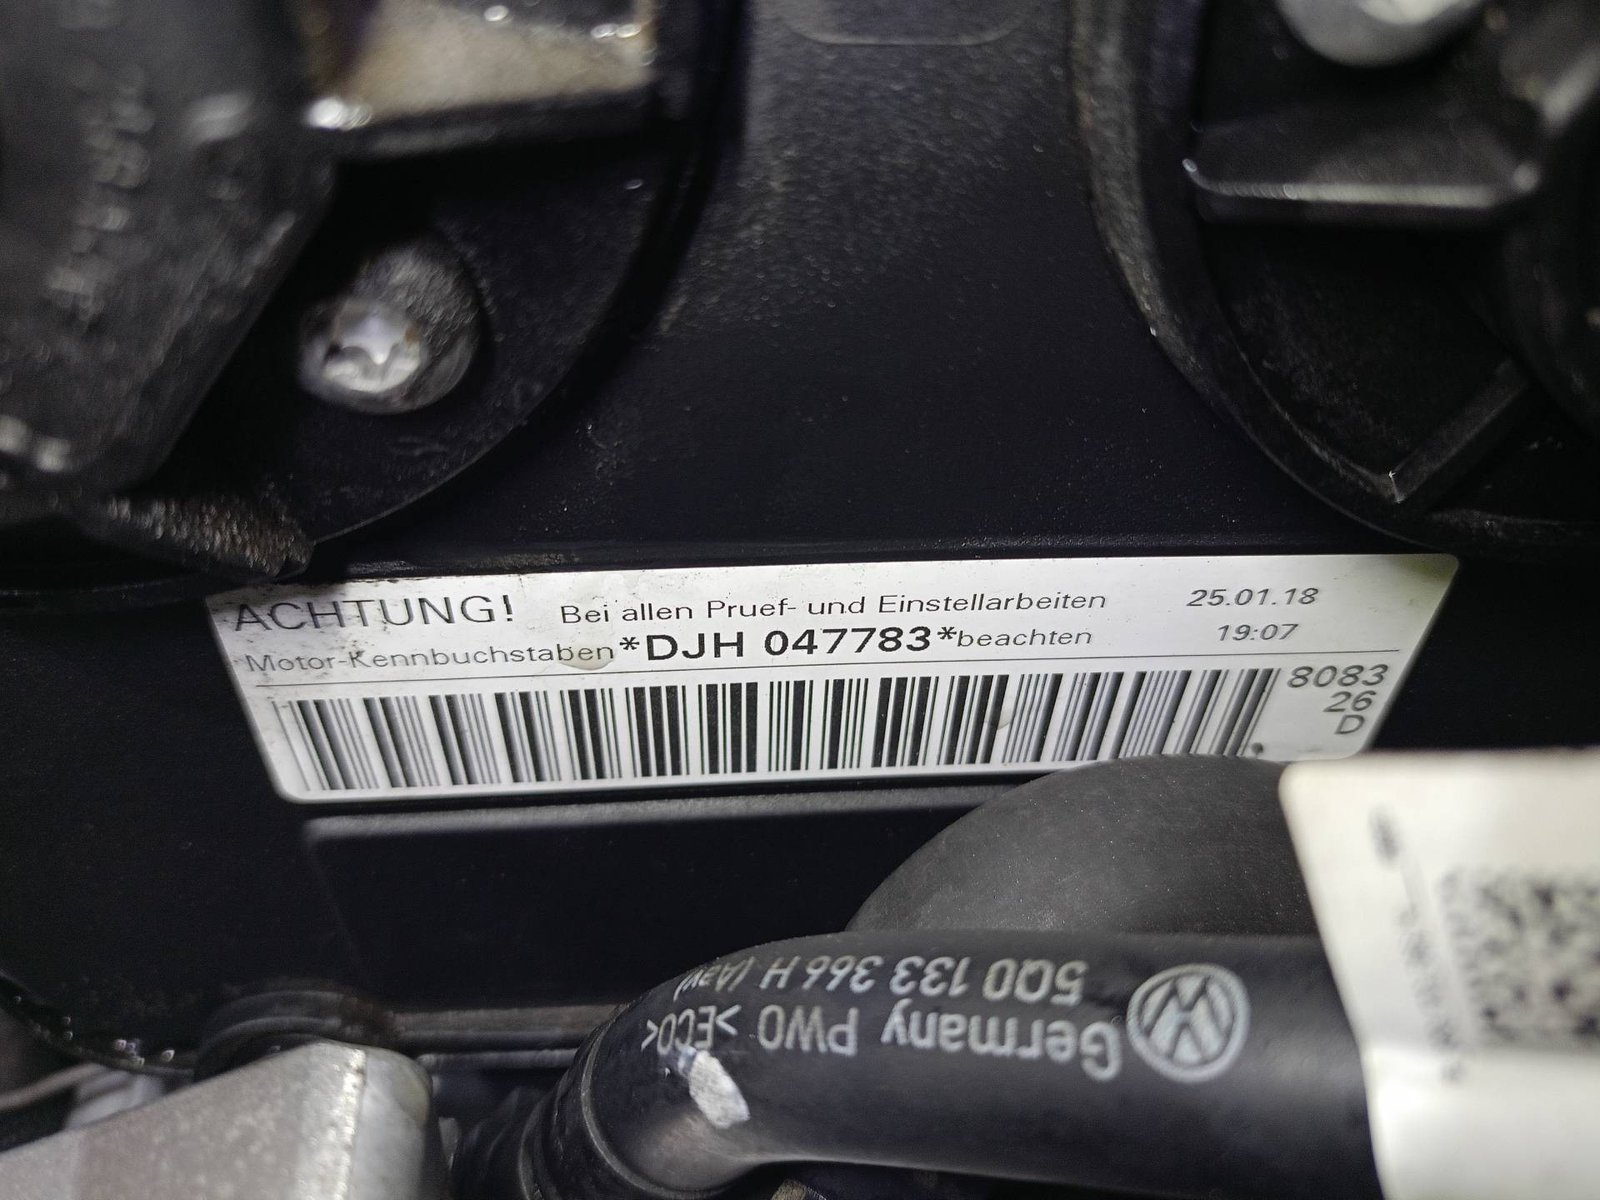 ACHTUNG! Bei allen Pruef- und Einstellarbeiten 25.01.18
Motor-Kennbuchstaben *DJH 047783* beachten 19:07
8083
26
D
5Q0 133 366 H (AZV)
Germany PWO >ECO<